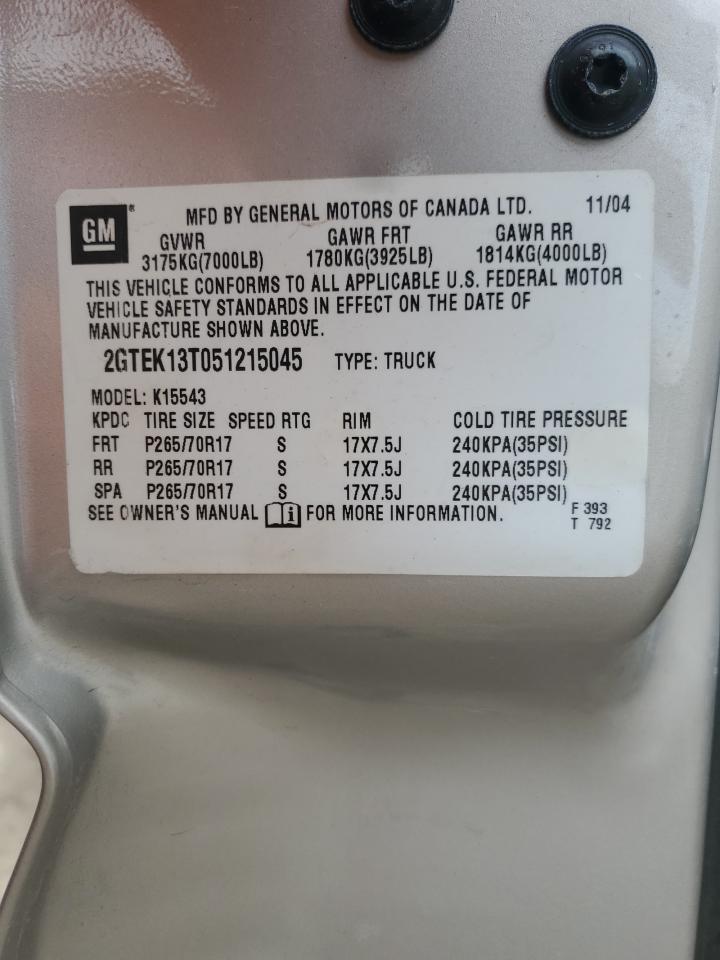 GM ® MFD BY GENERAL MOTORS OF CANADA LTD. 11/04
GVWR GAWR FRT GAWR RR
3175KG(7000LB) 1780KG(3925LB) 1814KG(4000LB)
THIS VEHICLE CONFORMS TO ALL APPLICABLE U.S. FEDERAL MOTOR
VEHICLE SAFETY STANDARDS IN EFFECT ON THE DATE OF
MANUFACTURE SHOWN ABOVE.
2GTEK13T051215045 TYPE: TRUCK
MODEL: K15543
KPDC TIRE SIZE SPEED RTG RIM COLD TIRE PRESSURE
FRT P265/70R17 S 17X7.5J 240KPA(35PSI)
RR P265/70R17 S 17X7.5J 240KPA(35PSI)
SPA P265/70R17 S 17X7.5J 240KPA(35PSI)
SEE OWNER'S MANUAL i FOR MORE INFORMATION. F 393
T 792